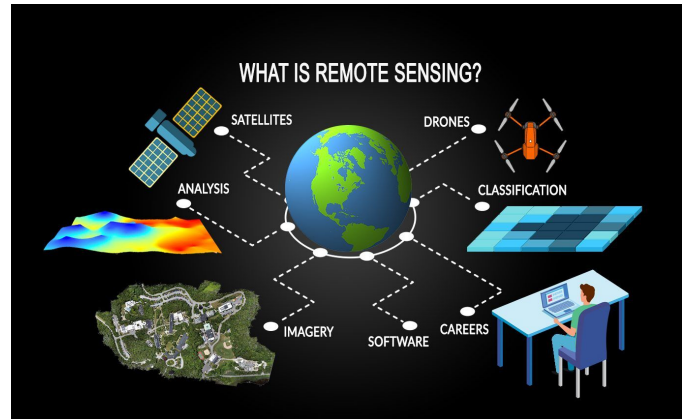 WHAT IS REMOTE SENSING?
SATELLITES
DRONES
ANALYSIS
CLASSIFICATION
IMAGERY
SOFTWARE
CAREERS